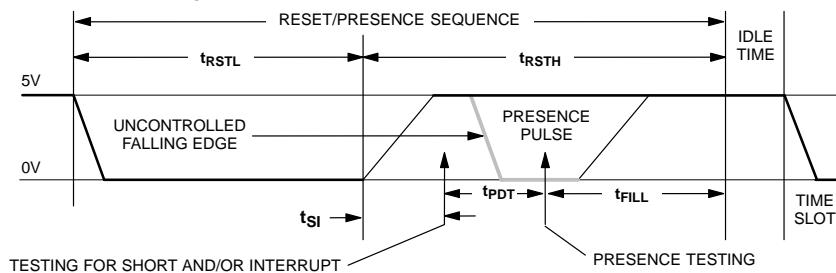 RESET/PRESENCE SEQUENCE
IDLE
TIME
tRSTL
tRSTH
5V
UNCONTROLLED
FALLING EDGE
PRESENCE
PULSE
0V
tPDT
tFILL
tSI
TIME
SLOT
TESTING FOR SHORT AND/OR INTERRUPT
PRESENCE TESTING